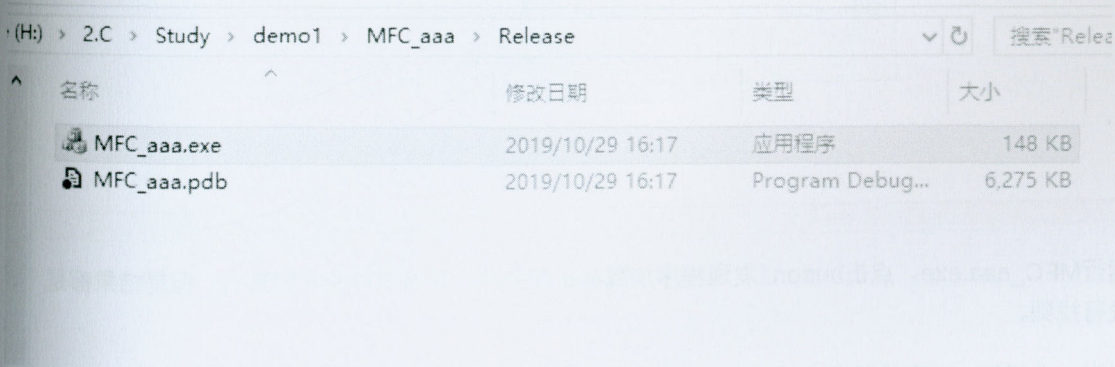 (H:) › 2.C › Study › demo1 › MFC_aaa › Release 搜索"Relea
名称 修改日期 类型 大小
MFC_aaa.exe 2019/10/29 16:17 应用程序 148 KB
MFC_aaa.pdb 2019/10/29 16:17 Program Debug... 6,275 KB